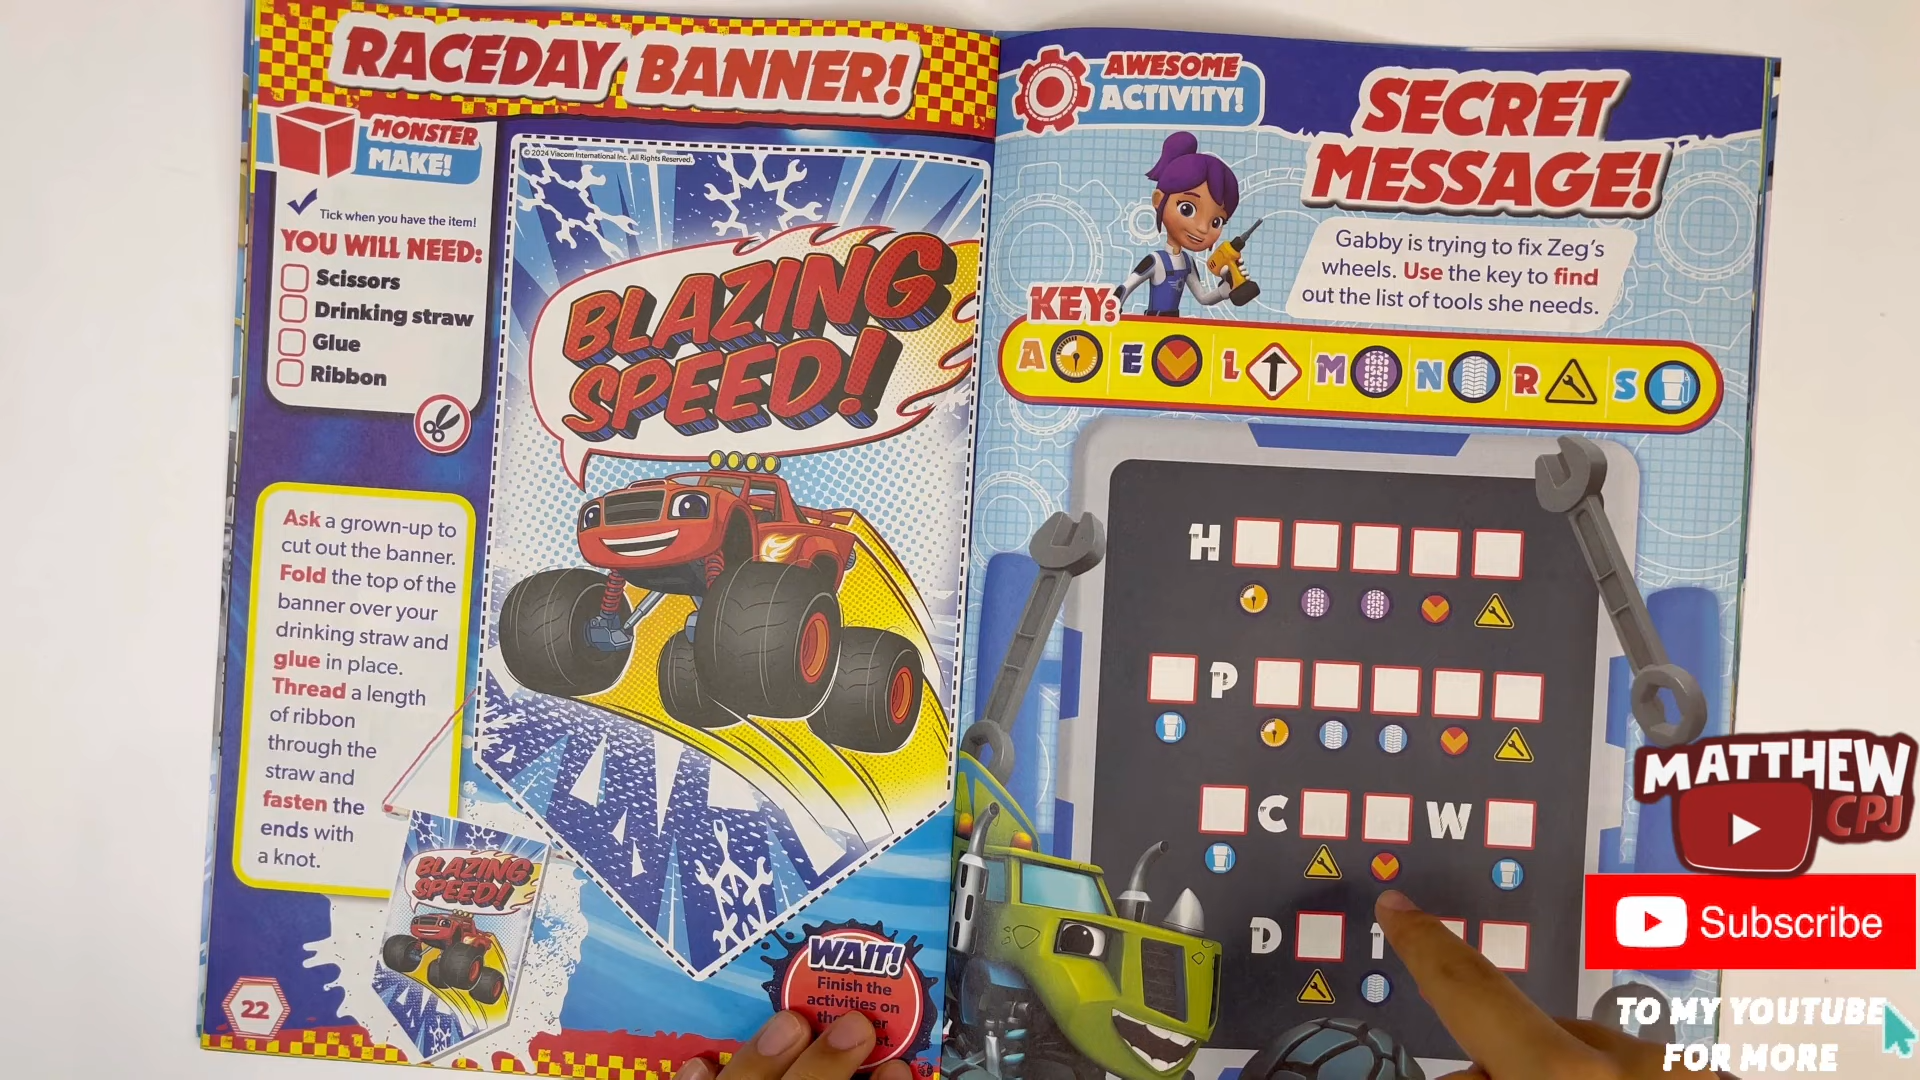 RACEDAY BANNER!
MONSTER
MAKE!
Tick when you have the item!
YOU WILL NEED:
Scissors
Drinking straw
Glue
Ribbon
Ask a grown-up to
cut out the banner.
Fold the top of the
banner over your
drinking straw and
glue in place.
Thread a length
of ribbon
through the
straw and
fasten the
ends with
a knot.
22
© 2024 Viacom International Inc. All Rights Reserved.
BLAZING
SPEED!
BLAZING
SPEED!
WAIT!
Finish the
activities on
AWESOME
ACTIVITY!
SECRET
MESSAGE!
Gabby is trying to fix Zeg's
wheels. Use the key to find
out the list of tools she needs.
KEY:
A E L M N R S
H
P
C W
D
MATTHEW
CPJ
Subscribe
TO MY YOUTUBE
FOR MORE